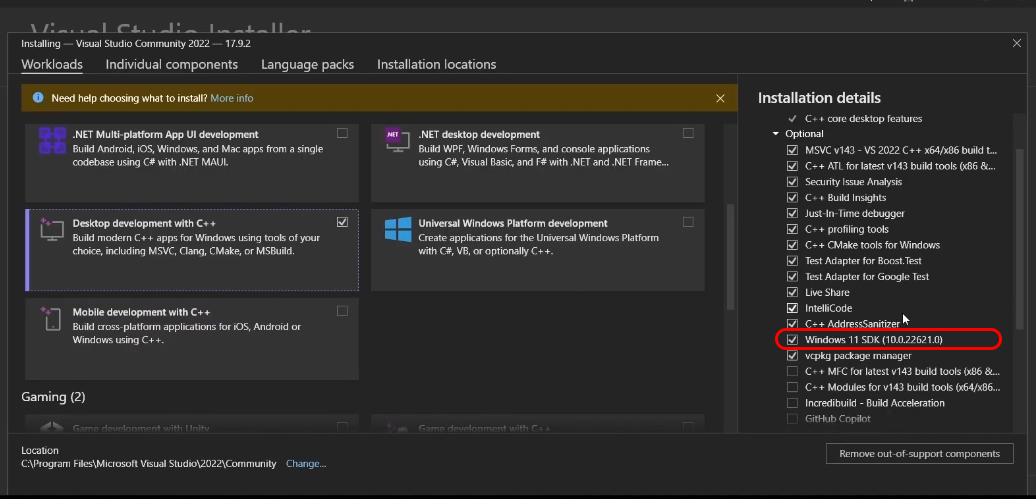 Visual Studio Installer
Installing — Visual Studio Community 2022 — 17.9.2
Workloads
Individual components
Language packs
Installation locations
Need help choosing what to install? More info
.NET Multi-platform App UI development
Build Android, iOS, Windows, and Mac apps from a single
codebase using C# with .NET MAUI.
.NET
.NET desktop development
Build WPF, Windows Forms, and console applications
using C#, Visual Basic, and F# with .NET and .NET Frame...
Desktop development with C++
Build modern C++ apps for Windows using tools of your
choice, including MSVC, Clang, CMake, or MSBuild.
Universal Windows Platform development
Create applications for the Universal Windows Platform
with C#, VB, or optionally C++.
Mobile development with C++
Build cross-platform applications for iOS, Android or
Windows using C++.
Gaming (2)
Game development with Unity
Game development with C++
Location
C:\Program Files\Microsoft Visual Studio\2022\Community Change...
Installation details
C++ core desktop features
Optional
MSVC v143 - VS 2022 C++ x64/x86 build t...
C++ ATL for latest v143 build tools (x86 &...
Security Issue Analysis
C++ Build Insights
Just-In-Time debugger
C++ profiling tools
C++ CMake tools for Windows
Test Adapter for Boost.Test
Test Adapter for Google Test
Live Share
IntelliCode
C++ AddressSanitizer
Windows 11 SDK (10.0.22621.0)
vcpkg package manager
C++ MFC for latest v143 build tools (x86 &...
C++ Modules for v143 build tools (x64/x86...
Incredibuild - Build Acceleration
GitHub Copilot
Remove out-of-support components